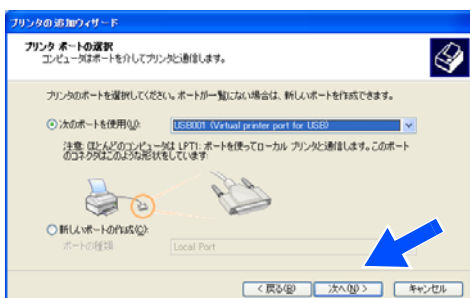 プリンタの追加ウィザード
プリンタ ポートの選択
コンピュータはポートを介してプリンタと通信します。
プリンタのポートを選択してください。ポートが一覧にない場合は、新しいポートを作成できます。
次のポートを使用(U):
USB001 (Virtual printer port for USB)
注意: ほとんどのコンピュータは LPT1: ポートを使ってローカル プリンタと通信します。このポート
のコネクタはこのような形状をしています:
新しいポートの作成(C):
ポートの種類
Local Port
< 戻る(B)
次へ(N) >
キャンセル